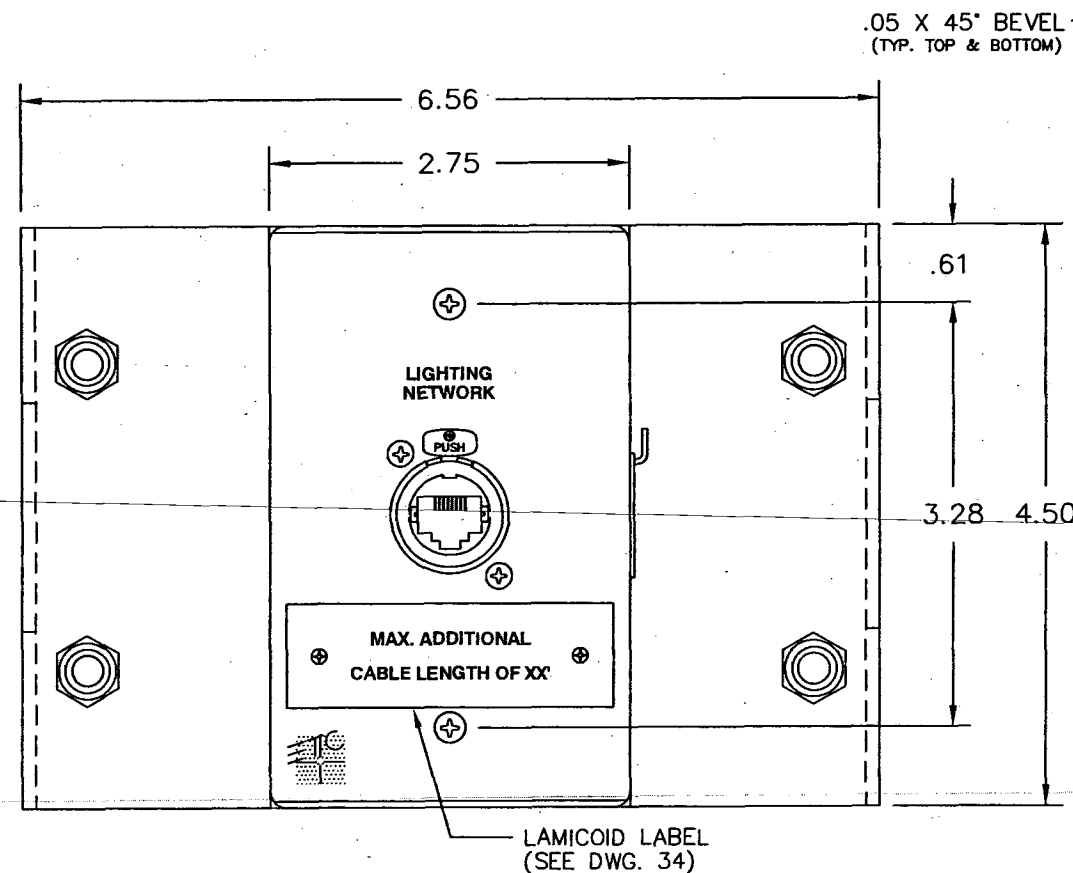 .05 X 45° BEVEL
(TYP. TOP & BOTTOM)
6.56
2.75
.61
LIGHTING
NETWORK
PUSH
3.28
4.50
MAX. ADDITIONAL
CABLE LENGTH OF XX'
LAMICOID LABEL
(SEE DWG. 34)